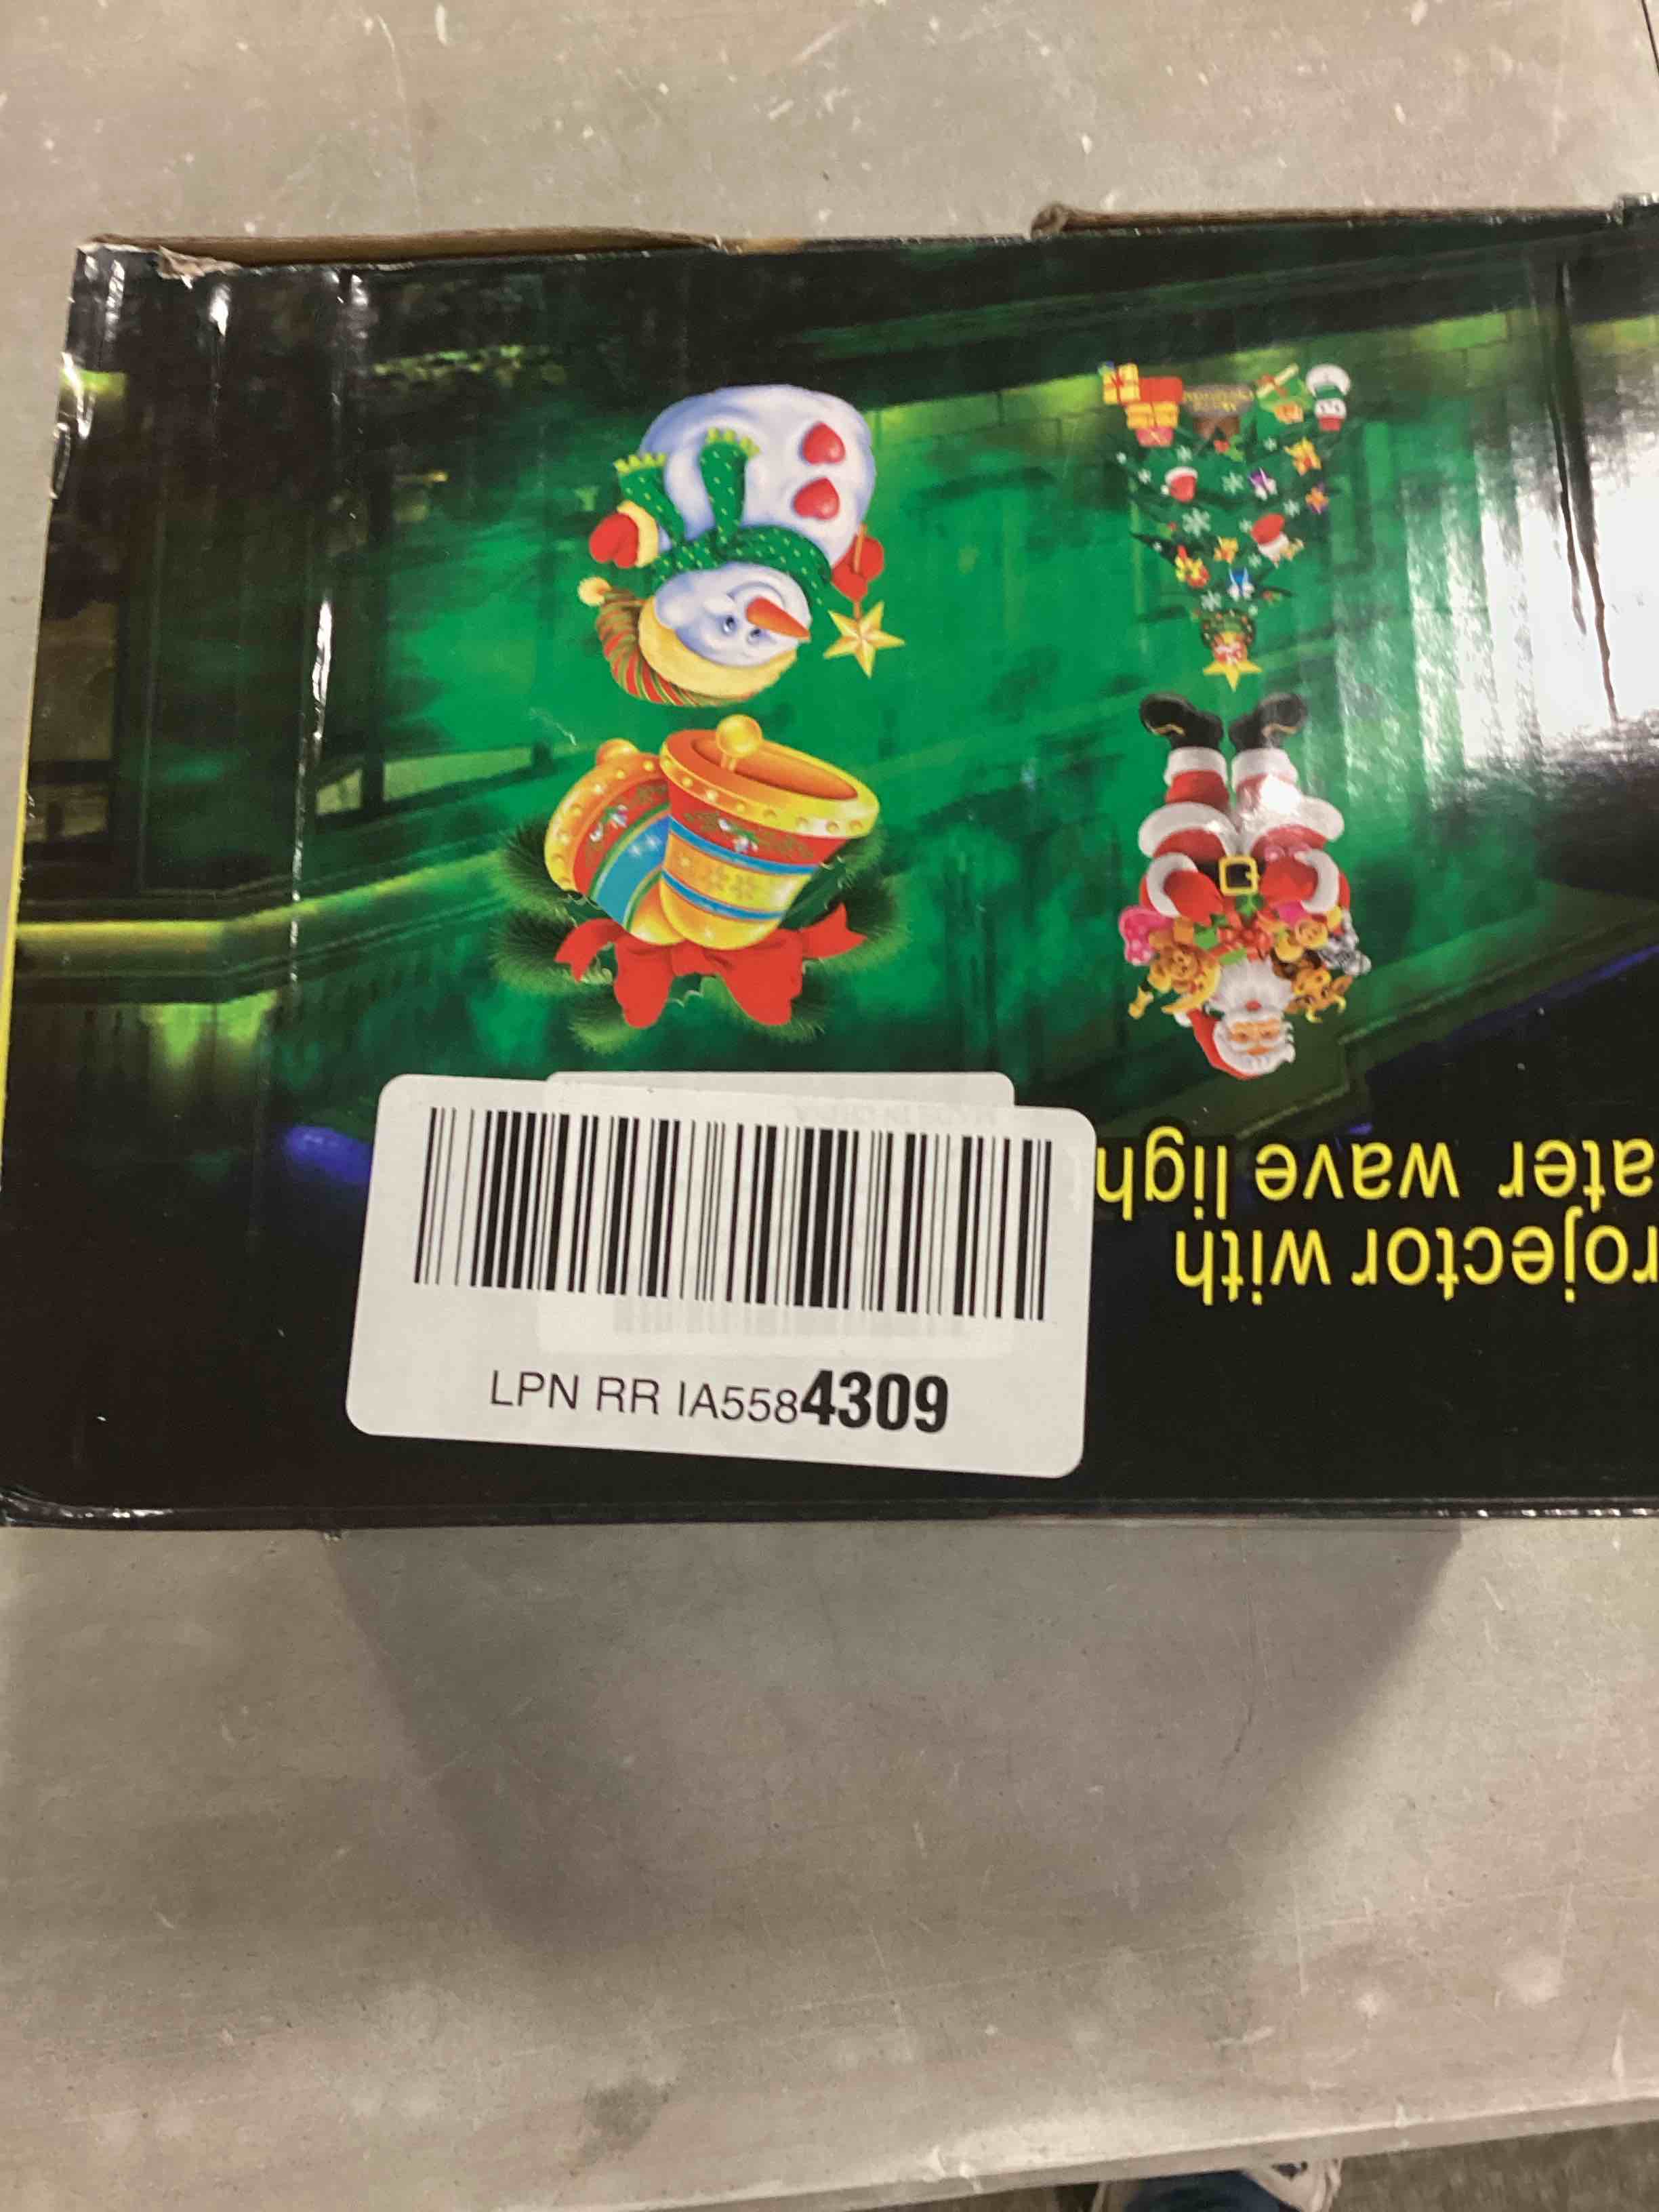 rojector with
ater wave ligh
LPN RR IA5584309